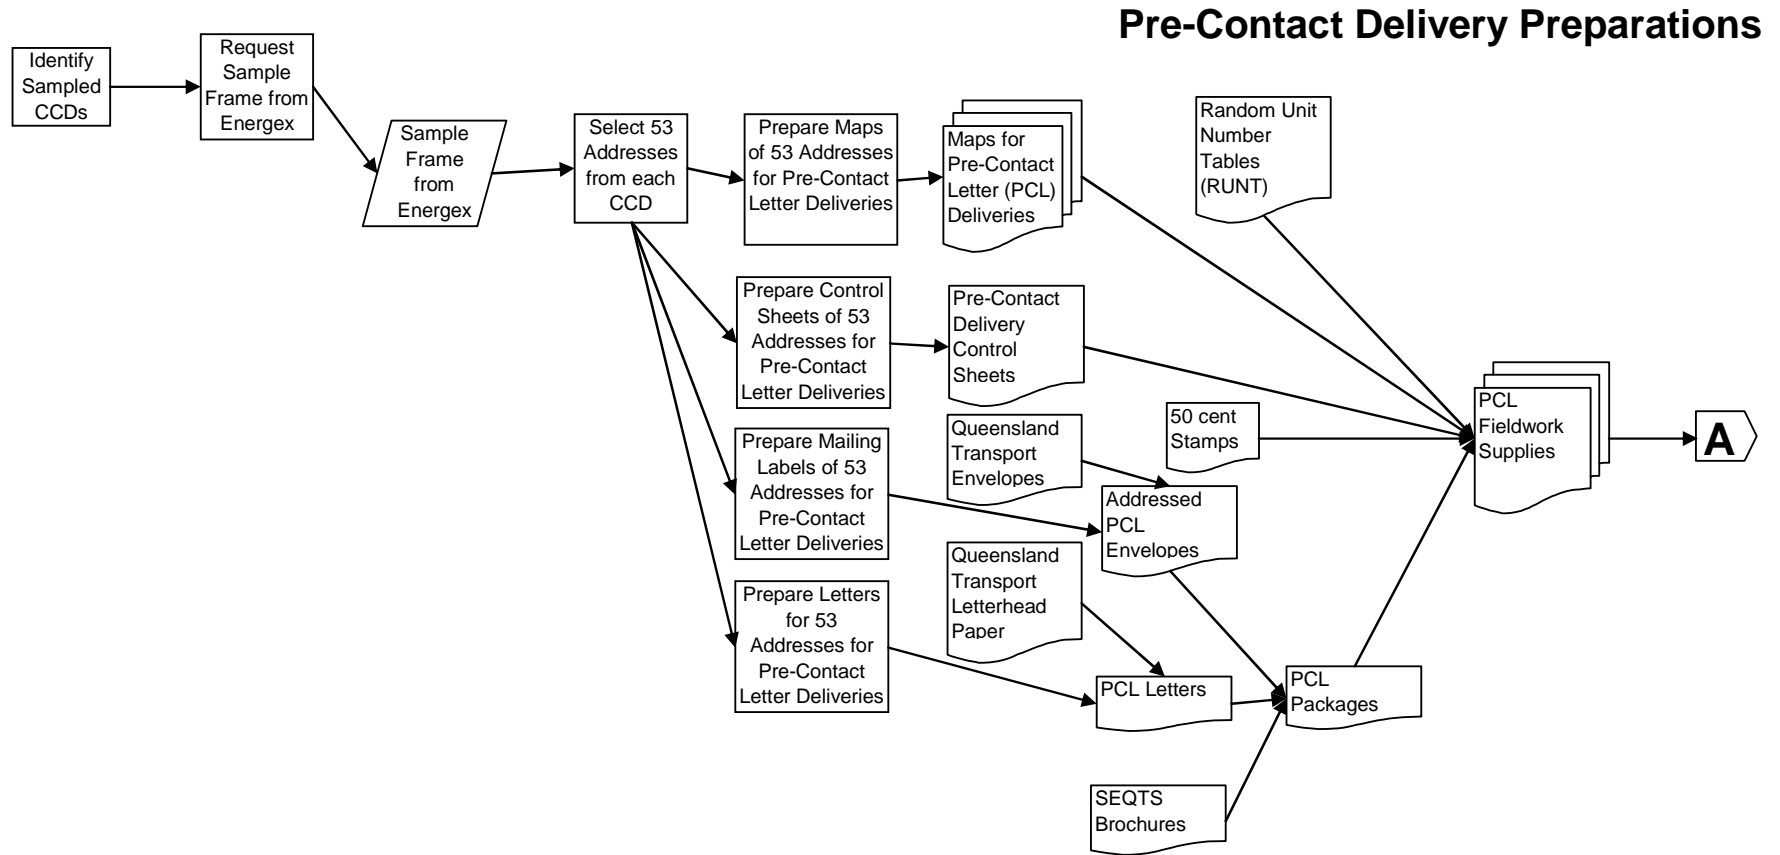 Pre-Contact Delivery Preparations
Identify
Sampled
CCDs
Request
Sample
Frame from
Energex
Sample
Frame
from
Energex
Select 53
Addresses
from each
CCD
Prepare Maps
of 53 Addresses
for Pre-Contact
Letter Deliveries
Maps for
Pre-Contact
Letter (PCL)
Deliveries
Random Unit
Number
Tables
(RUNT)
Prepare Control
Sheets of 53
Addresses for
Pre-Contact
Letter Deliveries
Pre-Contact
Delivery
Control
Sheets
Prepare Mailing
Labels of 53
Addresses for
Pre-Contact
Letter Deliveries
Queensland
Transport
Envelopes
50 cent
Stamps
Addressed
PCL
Envelopes
PCL
Fieldwork
Supplies
A
Prepare Letters
for 53
Addresses for
Pre-Contact
Letter Deliveries
Queensland
Transport
Letterhead
Paper
PCL Letters
PCL
Packages
SEQTS
Brochures